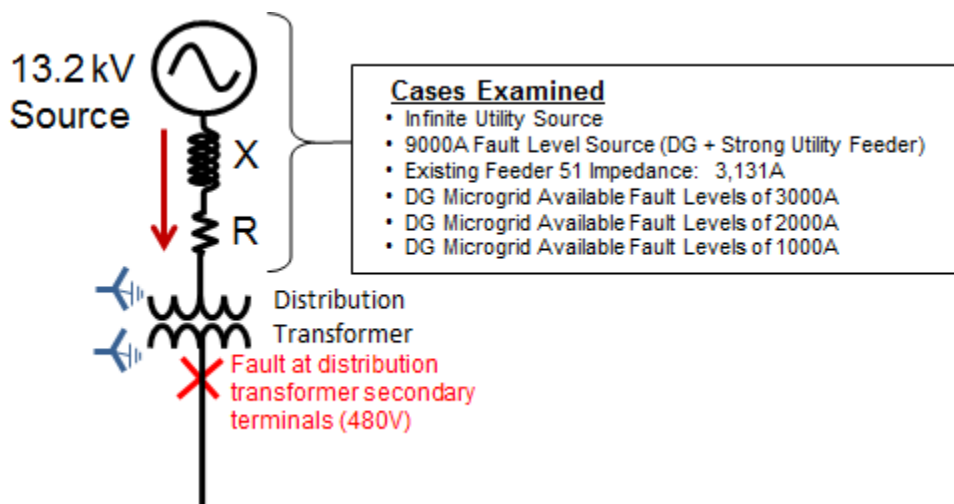 13.2 kV
Source
X
R
Cases Examined
• Infinite Utility Source
• 9000A Fault Level Source (DG + Strong Utility Feeder)
• Existing Feeder 51 Impedance: 3,131A
• DG Microgrid Available Fault Levels of 3000A
• DG Microgrid Available Fault Levels of 2000A
• DG Microgrid Available Fault Levels of 1000A
Distribution
Transformer
Fault at distribution
transformer secondary
terminals (480V)